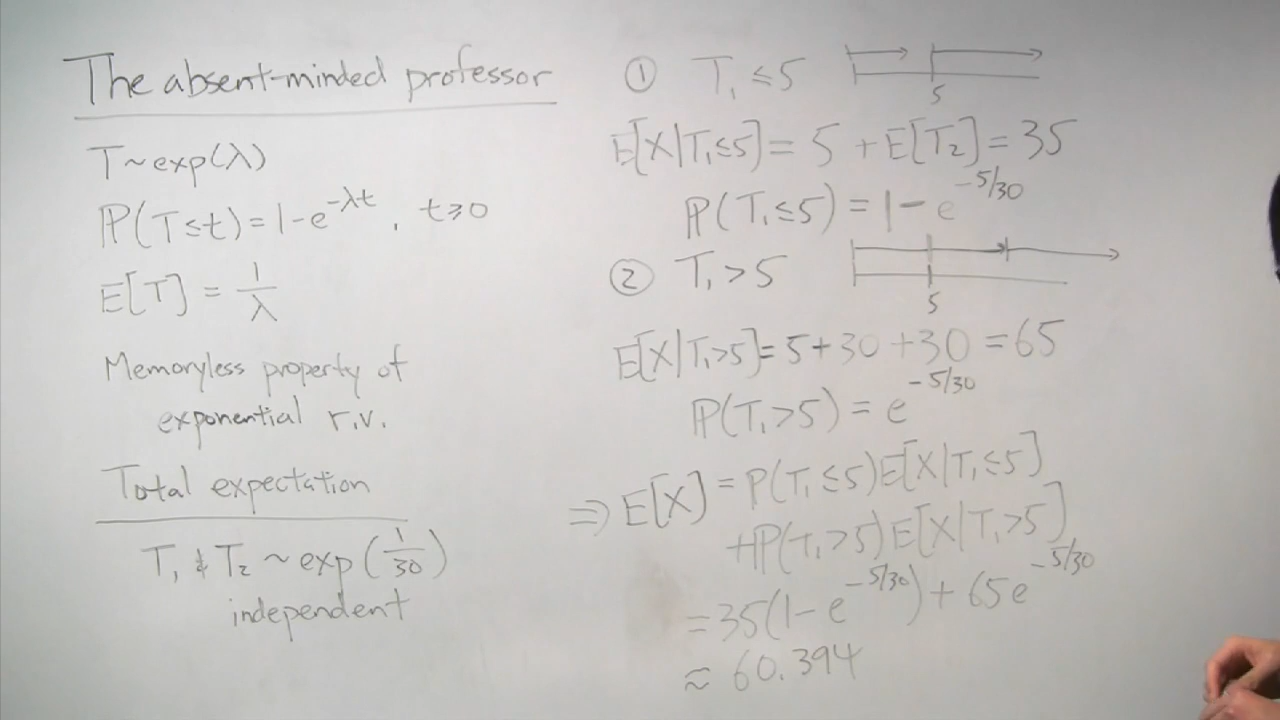 The absent-minded professor
T ~ exp(λ)
ℙ(T≤t) = 1-e^{-λt}, t≥0
E[T] = 1/λ
Memoryless property of
exponential r.v.
Total expectation
T₁ & T₂ ~ exp(1/30)
independent
① T₁ ≤ 5
5
E[X|T₁≤5] = 5 + E[T₂] = 35
ℙ(T₁≤5) = 1 - e^{-5/30}
② T₁ > 5
5
E[X|T₁>5] = 5+30+30 = 65
ℙ(T₁>5) = e^{-5/30}
⇒ E[X] = P(T₁≤5)E[X|T₁≤5]
+ℙ(T₁>5)E[X|T₁>5]
= 35(1-e^{-5/30}) + 65e^{-5/30}
≈ 60.394